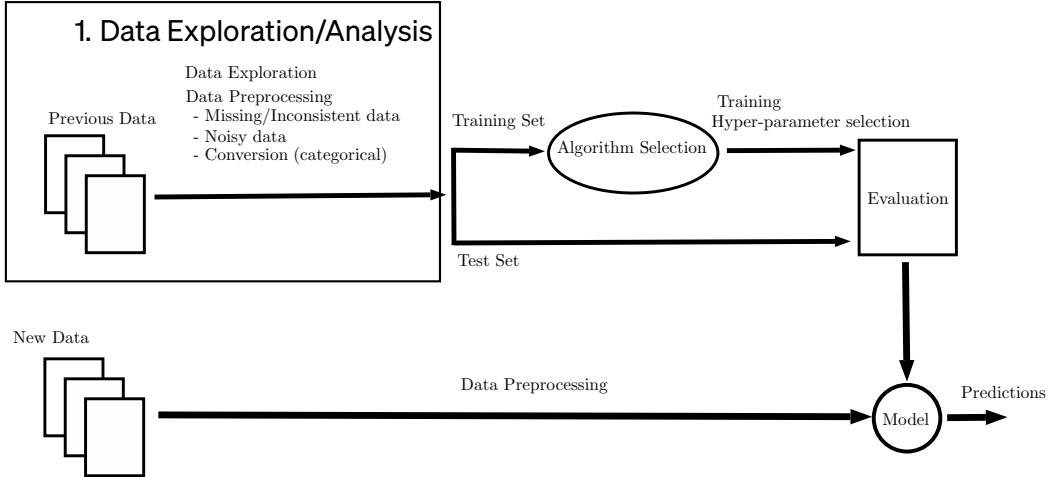 1. Data Exploration/Analysis
Data Exploration
Data Preprocessing
- Missing/Inconsistent data
- Noisy data
- Conversion (categorical)
Previous Data
Training Set
Algorithm Selection
Training
Hyper-parameter selection
Evaluation
Test Set
New Data
Data Preprocessing
Model
Predictions